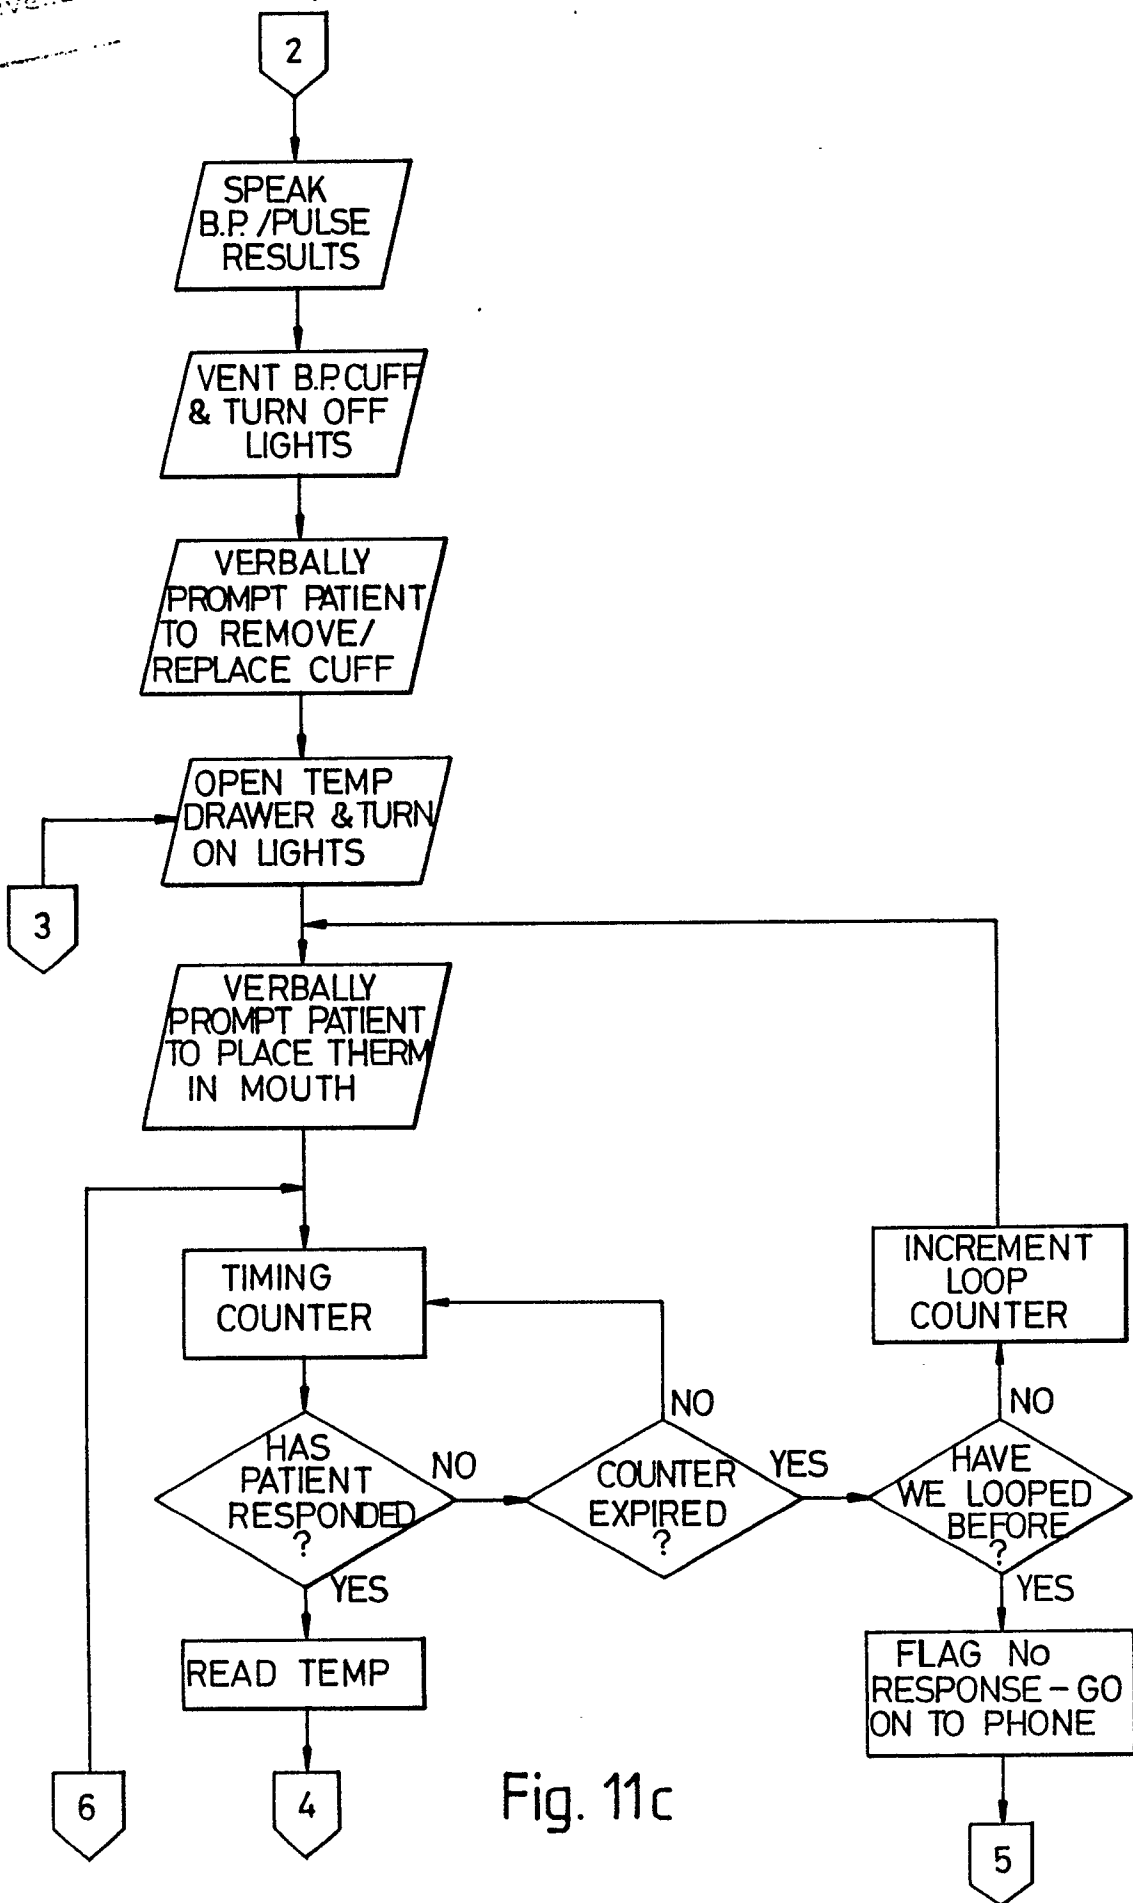 2
SPEAK
B.P./PULSE
RESULTS
VENT B.P. CUFF
& TURN OFF
LIGHTS
VERBALLY
PROMPT PATIENT
TO REMOVE/
REPLACE CUFF
OPEN TEMP
DRAWER & TURN
ON LIGHTS
3
VERBALLY
PROMPT PATIENT
TO PLACE THERM
IN MOUTH
TIMING
COUNTER
INCREMENT
LOOP
COUNTER
HAS
PATIENT
RESPONDED
?
NO
COUNTER
EXPIRED
?
NO
YES
HAVE
WE LOOPED
BEFORE
?
NO
YES
YES
READ TEMP
FLAG No
RESPONSE - GO
ON TO PHONE
6
4
5
Fig. 11c